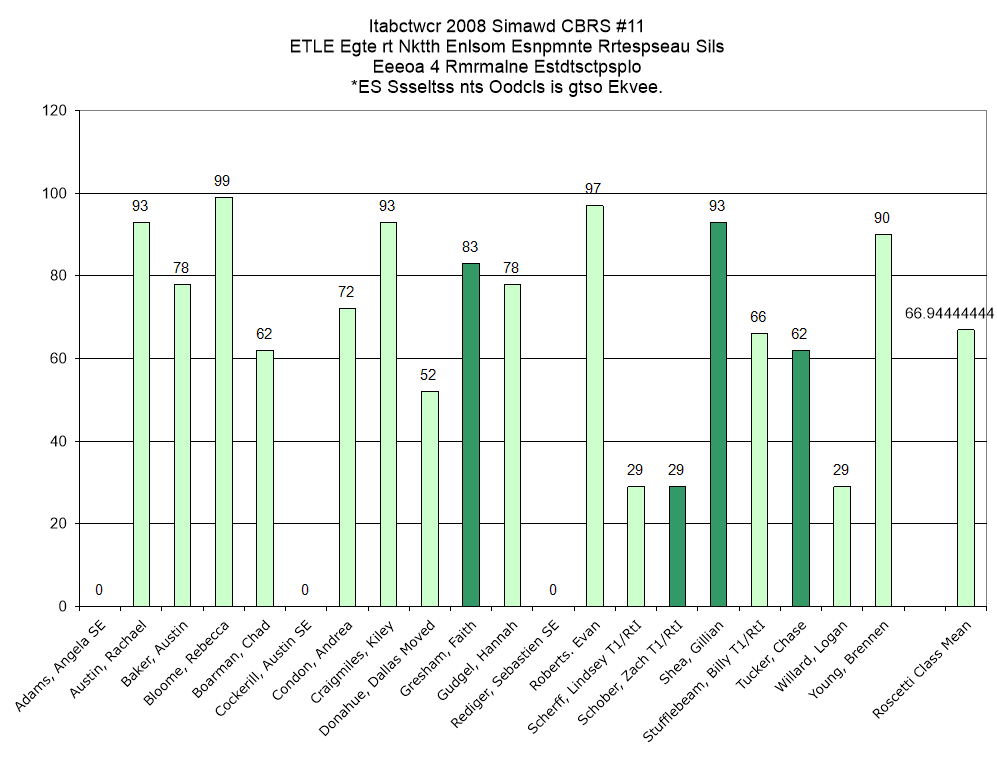 Itabctwcr 2008 Simawd CBRS #11
ETLE Egte rt Nktth Enlsom Esnpmnte Rrtespseau Sils
Eeeoa 4 Rmrmalne Estdtsctpsplo
*ES Ssseltss nts Oodcls is gtso Ekvee.
120
100
80
60
40
20
0
0
93
78
99
62
0
72
93
52
83
78
0
97
29
29
93
66
62
29
90
66.94444444
Adams, Angela SE
Austin, Rachael
Baker, Austin
Bloome, Rebecca
Boarman, Chad
Cockerill, Austin SE
Condon, Andrea
Craigmiles, Kiley
Donahue, Dallas Moved
Gresham, Faith
Gudgel, Hannah
Rediger, Sebastien SE
Roberts. Evan
Scherff, Lindsey T1/RtI
Schober, Zach T1/RtI
Shea, Gillian
Stufflebeam, Billy T1/RtI
Tucker, Chase
Willard, Logan
Young, Brennen
Roscetti Class Mean